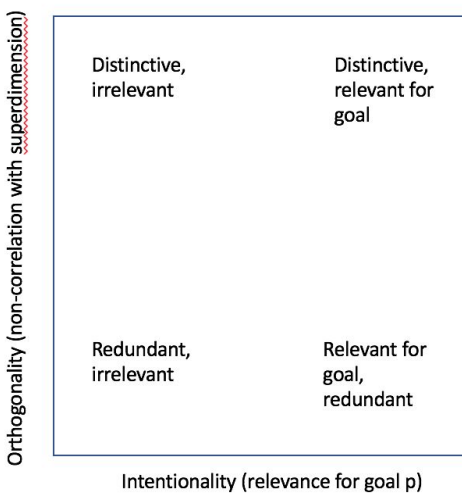 Orthogonality (non-correlation with superdimension)
Distinctive,
irrelevant
Distinctive,
relevant for
goal
Redundant,
irrelevant
Relevant for
goal,
redundant
Intentionality (relevance for goal p)